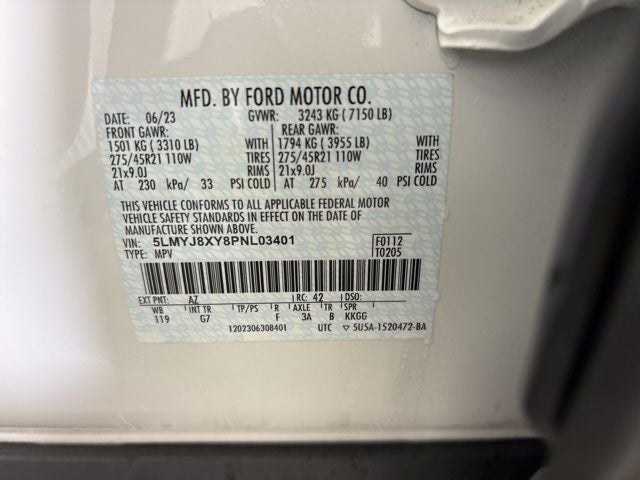 MFD. BY FORD MOTOR CO.
DATE: 06/23 GVWR: 3243 KG ( 7150 LB)
FRONT GAWR: REAR GAWR:
1501 KG ( 3310 LB) WITH 1794 KG ( 3955 LB) WITH
275/45R21 110W TIRES 275/45R21 110W TIRES
21x9.0J RIMS 21x9.0J RIMS
AT 230 kPa/ 33 PSI COLD AT 275 kPa/ 40 PSI COLD
THIS VEHICLE CONFORMS TO ALL APPLICABLE FEDERAL MOTOR
VEHICLE SAFETY STANDARDS IN EFFECT ON THE DATE OF
MANUFACTURE SHOWN ABOVE.
VIN: 5LMYJ8XY8PNL03401 F0112
TYPE: MPV T0205
EXT PNT: AZ RC: 42 DSO:
WB INT TR TP/PS R AXLE TR SPR
119 G7 F 3A B KKGG
1202306308401 UTC ▽ 5U5A-1520472-BA